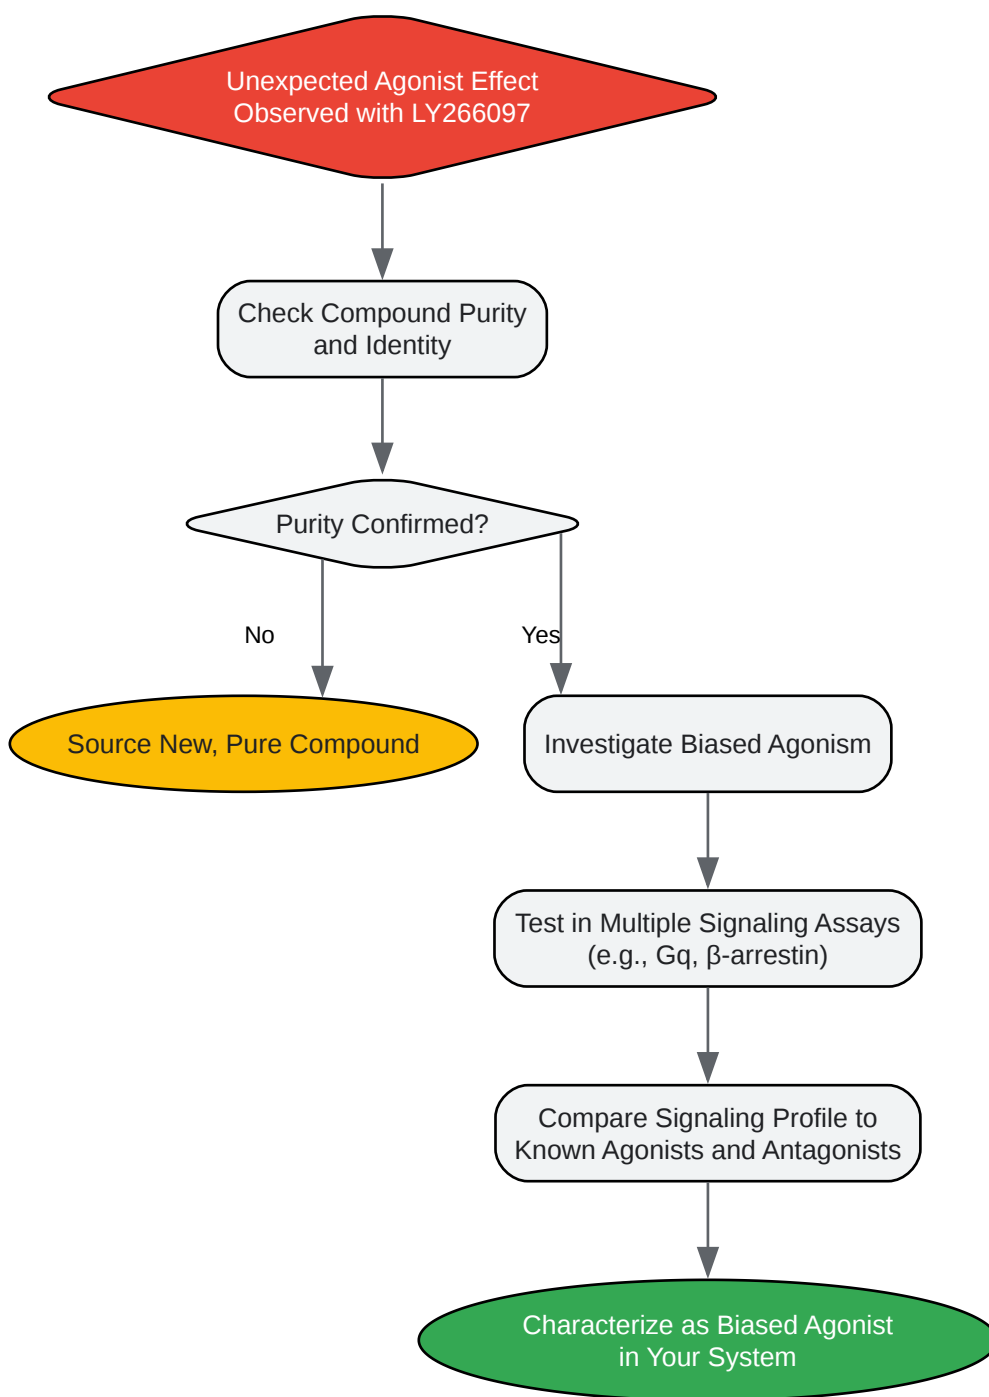 Unexpected Agonist Effect
Observed with LY266097
Check Compound Purity
and Identity
Purity Confirmed?
No
Yes
Source New, Pure Compound
Investigate Biased Agonism
Test in Multiple Signaling Assays
(e.g., Gq, β-arrestin)
Compare Signaling Profile to
Known Agonists and Antagonists
Characterize as Biased Agonist
in Your System